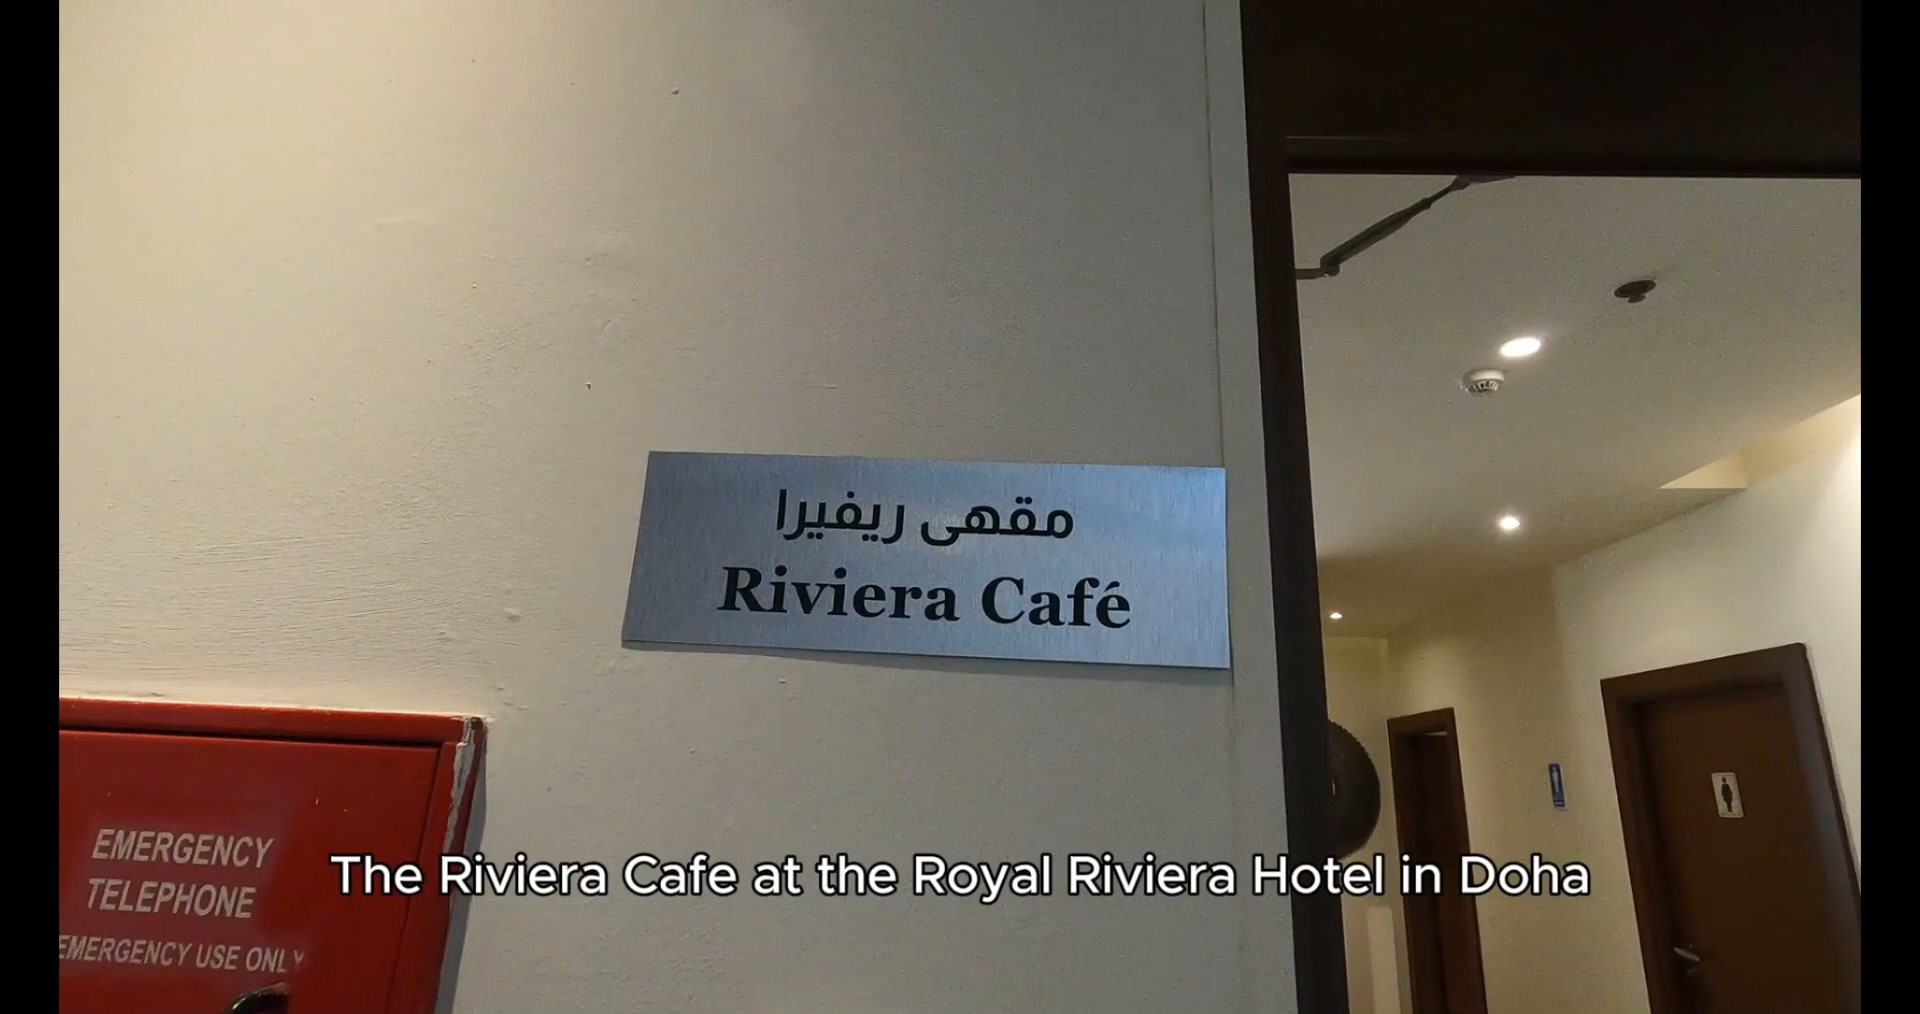 مقهى ريفيرا
Riviera Café
EMERGENCY
TELEPHONE
EMERGENCY USE ONLY
The Riviera Cafe at the Royal Riviera Hotel in Doha